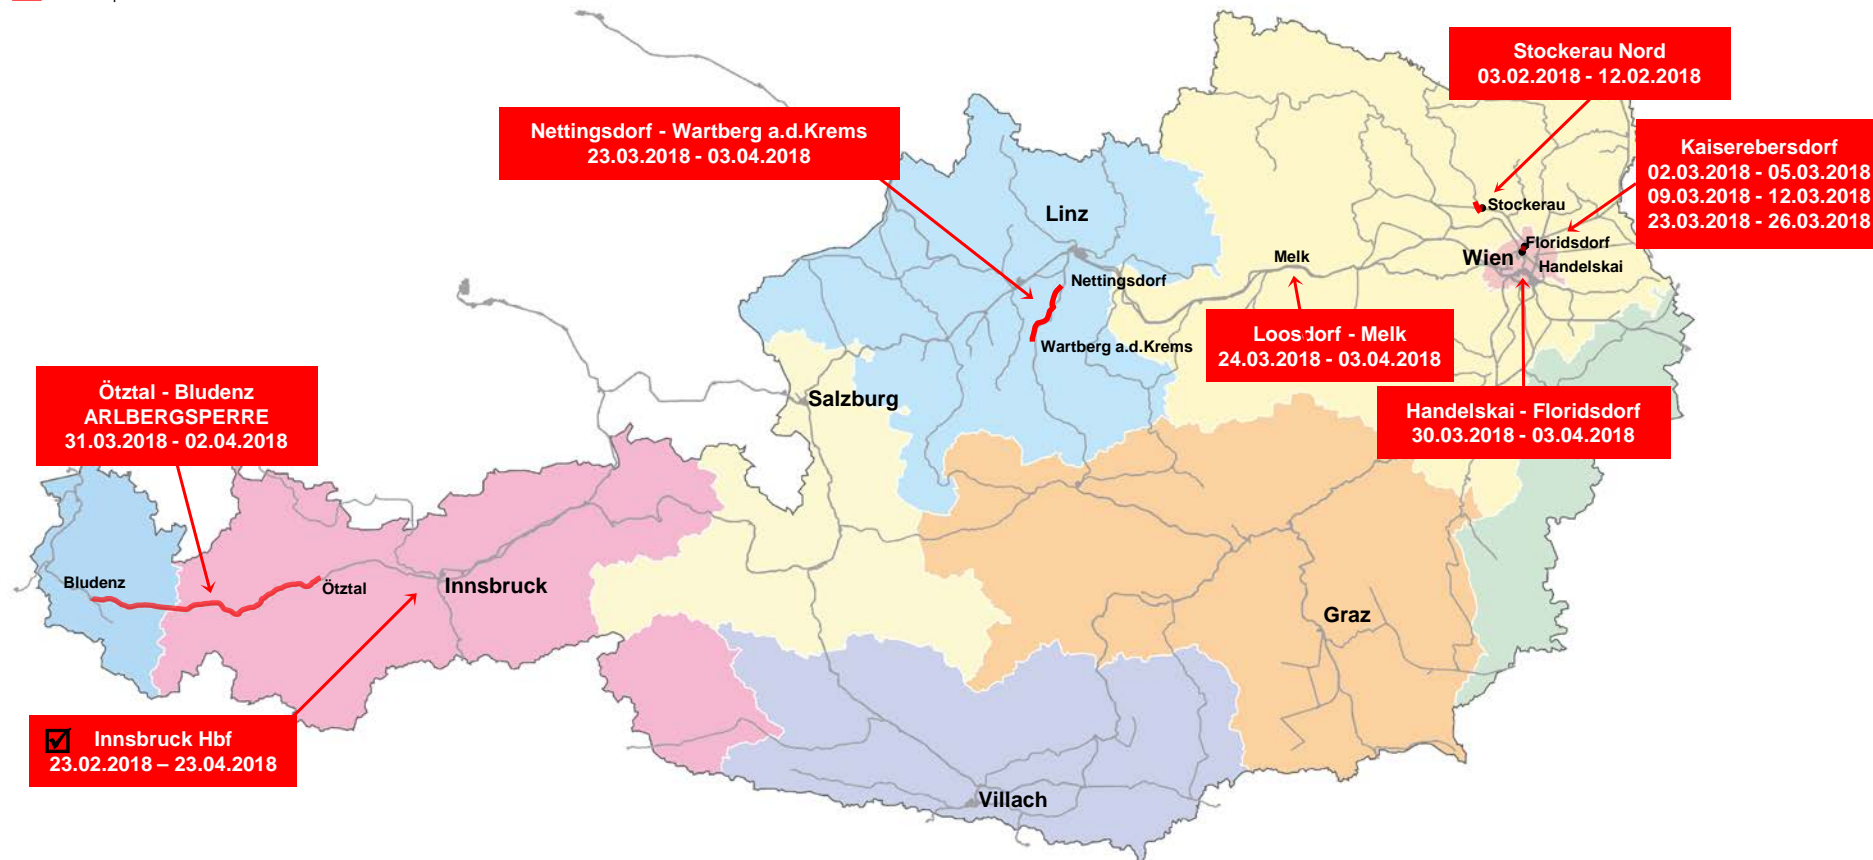 Stockerau Nord
03.02.2018 - 12.02.2018
Nettingsdorf - Wartberg a.d.Krems
23.03.2018 - 03.04.2018
Kaiserebersdorf
02.03.2018 - 05.03.2018
09.03.2018 - 12.03.2018
23.03.2018 - 26.03.2018
Stockerau
Linz
Floridsdorf
Wien
Handelskai
Melk
Nettingsdorf
Loosdorf - Melk
24.03.2018 - 03.04.2018
Wartberg a.d.Krems
Ötztal - Bludenz
ARLBERGSPERRE
31.03.2018 - 02.04.2018
Salzburg
Handelskai - Floridsdorf
30.03.2018 - 03.04.2018
Bludenz
Ötztal
Innsbruck
Graz
Innsbruck Hbf
23.02.2018 – 23.04.2018
Villach